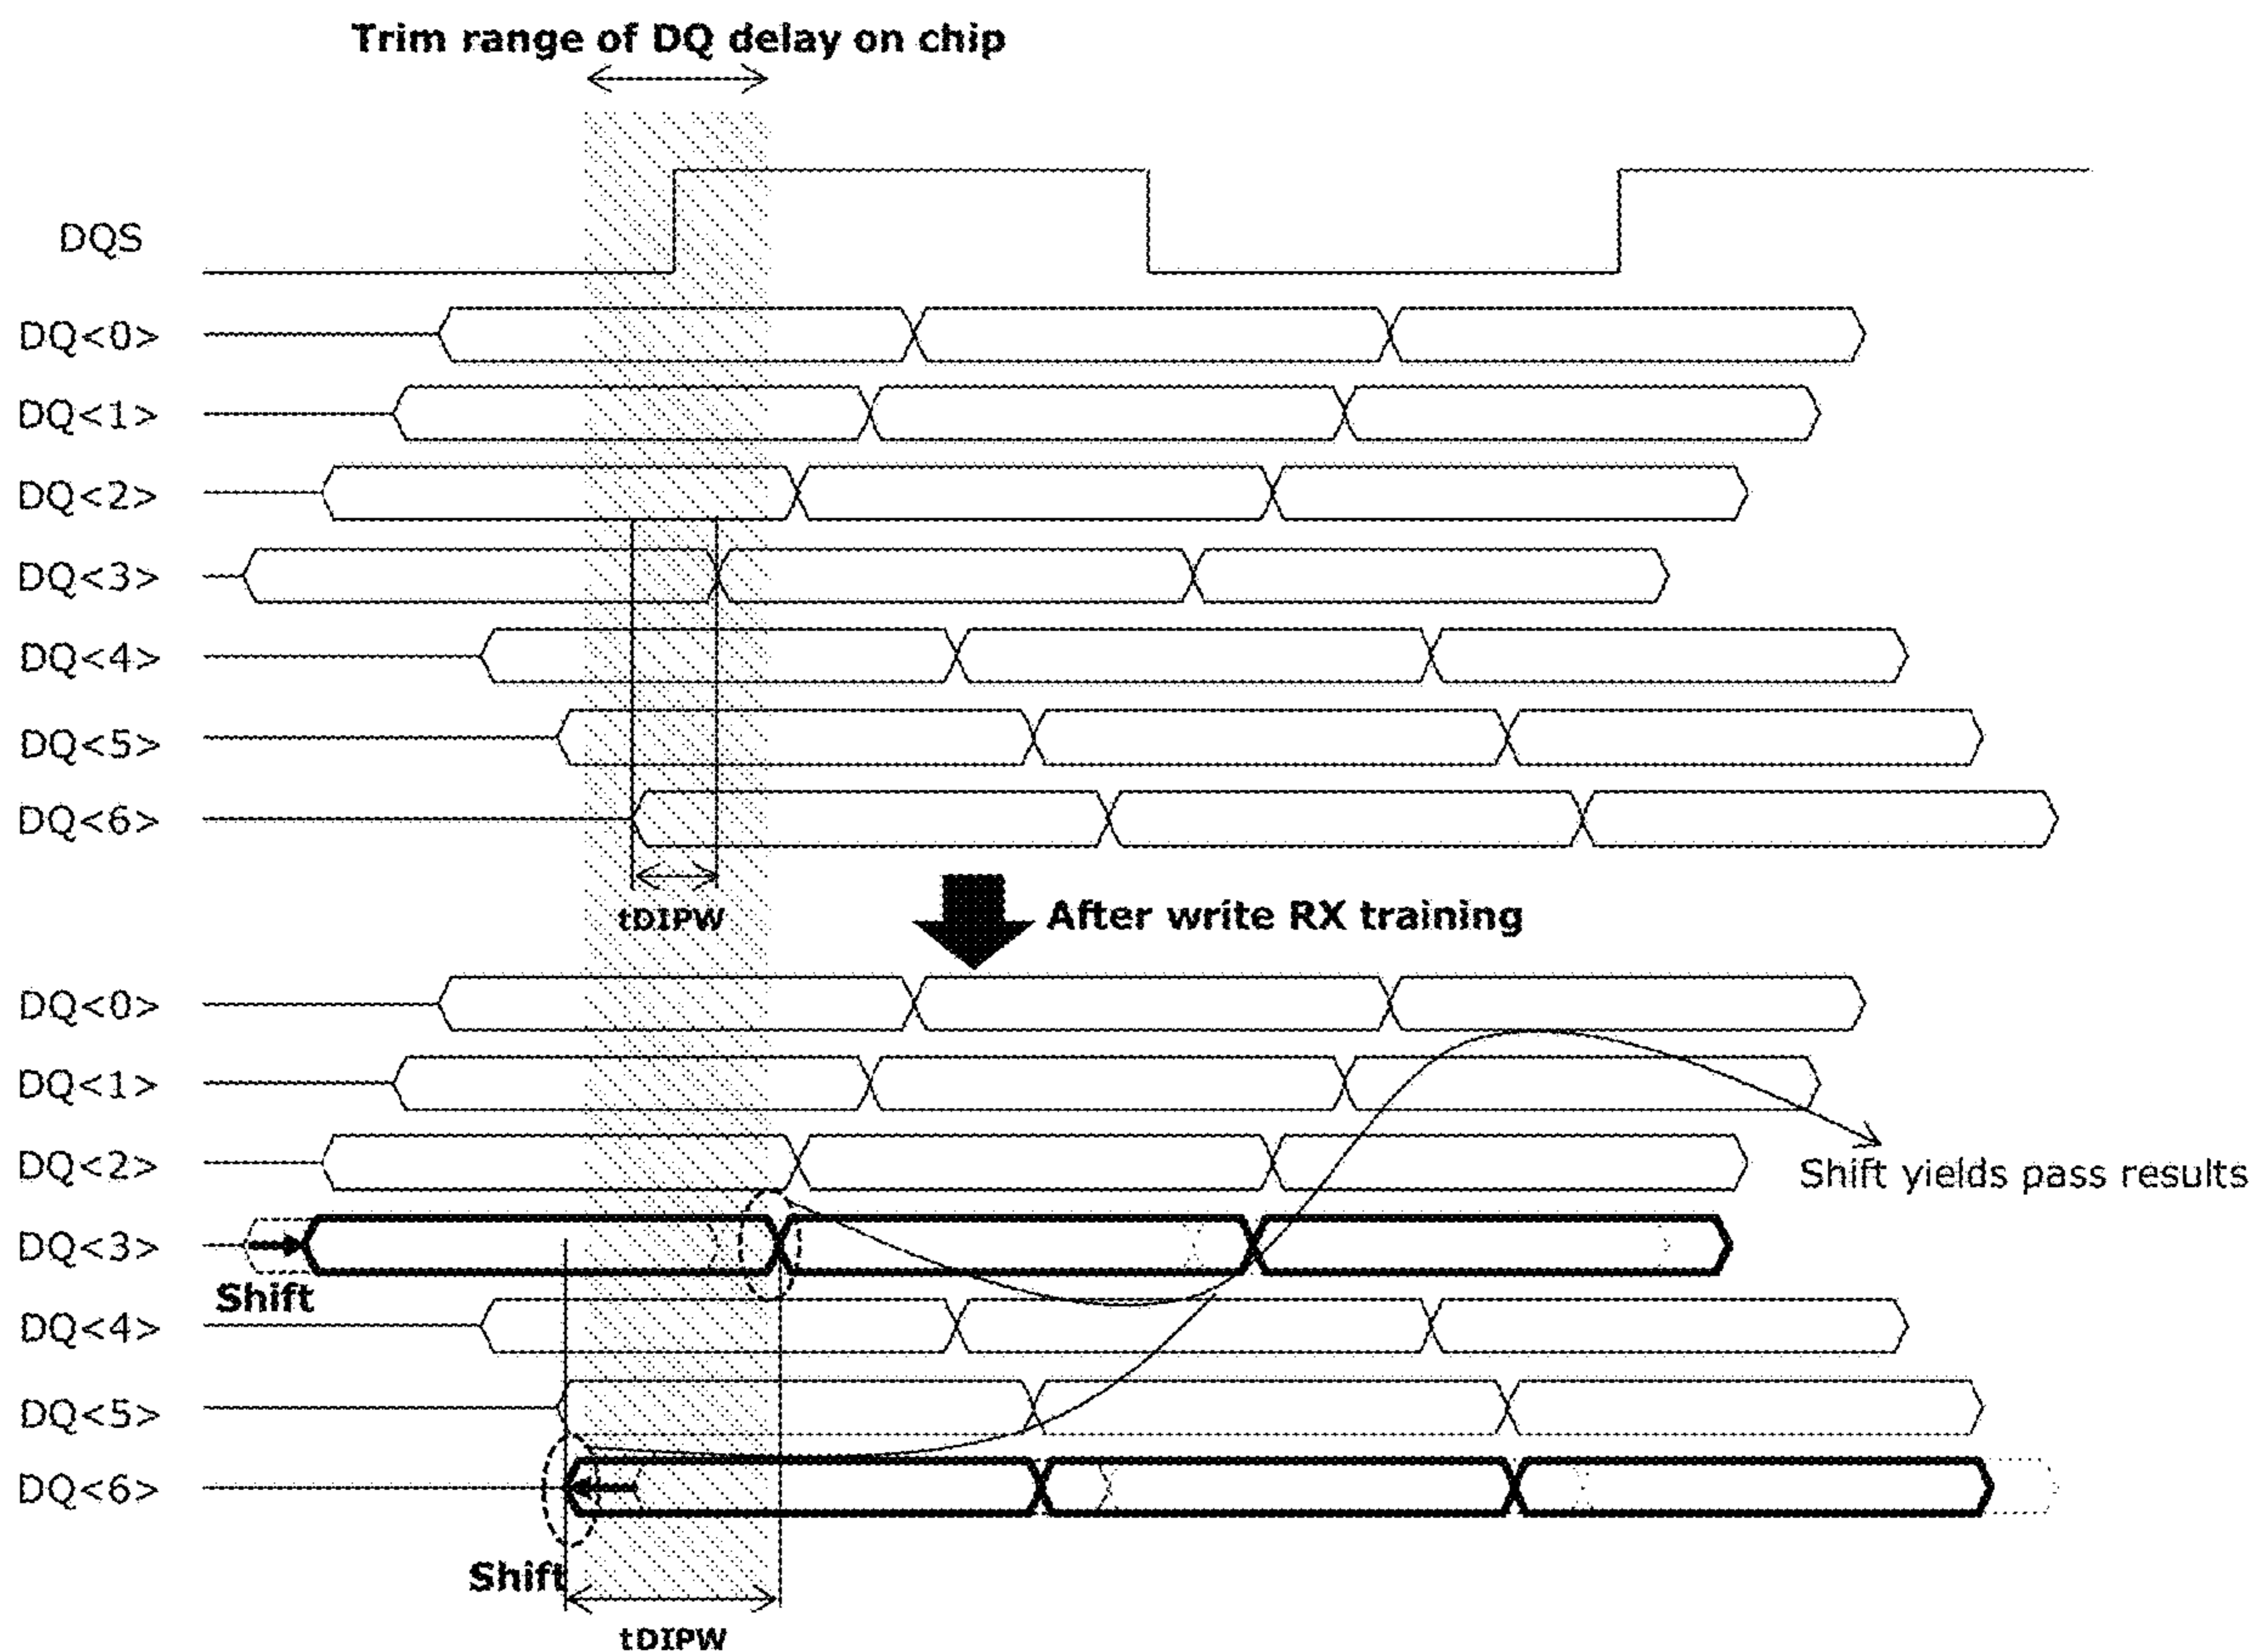 Trim range of DQ delay on chip
DQS
DQ<0>
DQ<1>
DQ<2>
DQ<3>
DQ<4>
DQ<5>
DQ<6>
tDIPW
After write RX training
DQ<0>
DQ<1>
DQ<2>
Shift yields pass results
DQ<3>
Shift
DQ<4>
DQ<5>
DQ<6>
Shift
tDIPW